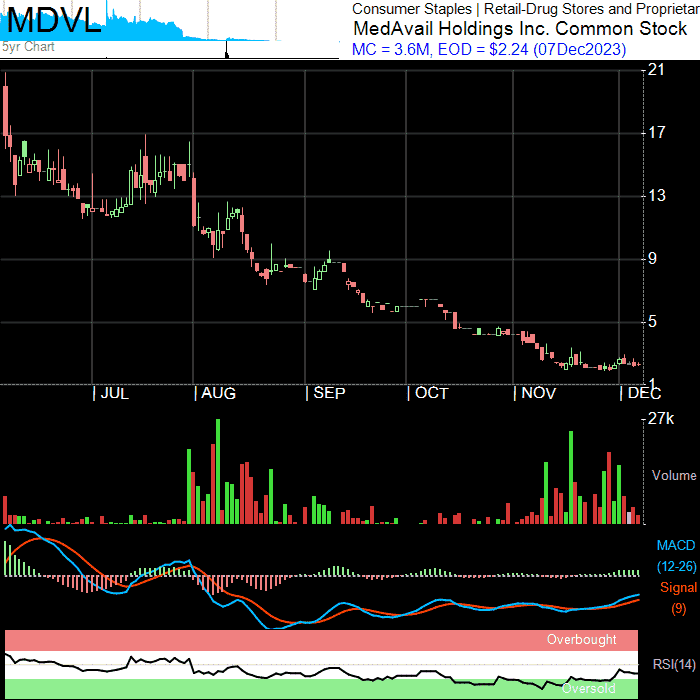 MDVL
5yr Chart
Consumer Staples | Retail-Drug Stores and Proprietar
MedAvail Holdings Inc. Common Stock
MC = 3.6M, EOD = $2.24 (07Dec2023)
21
17
13
9
5
1
| JUL | AUG | SEP | OCT | NOV | DEC
27k
Volume
MACD
(12-26)
Signal
(9)
Overbought
RSI(14)
Oversold